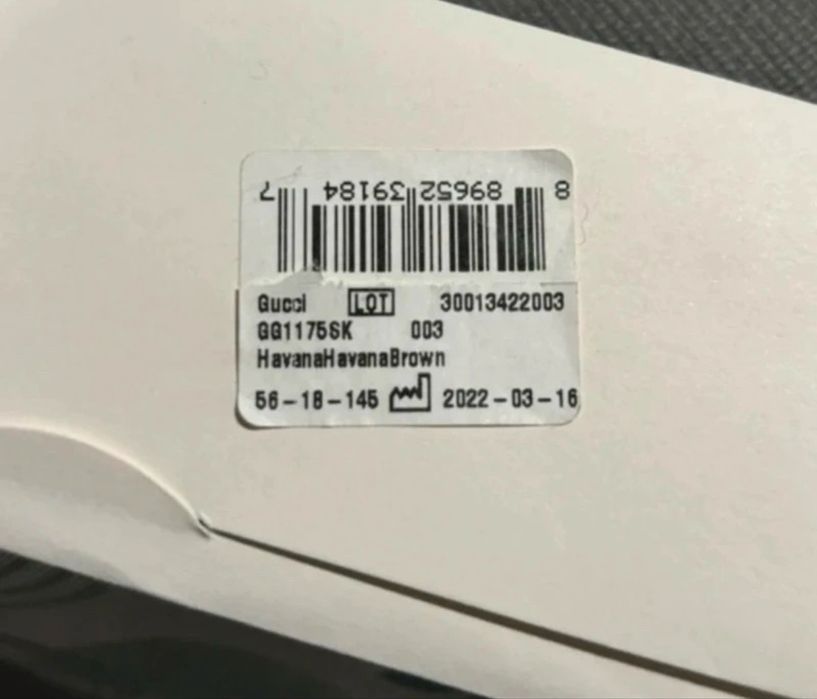 8 89652 39184 7
Gucci LOT 30013422003
GG1175SK 003
HavanaHavanaBrown
56-18-145 2022-03-16